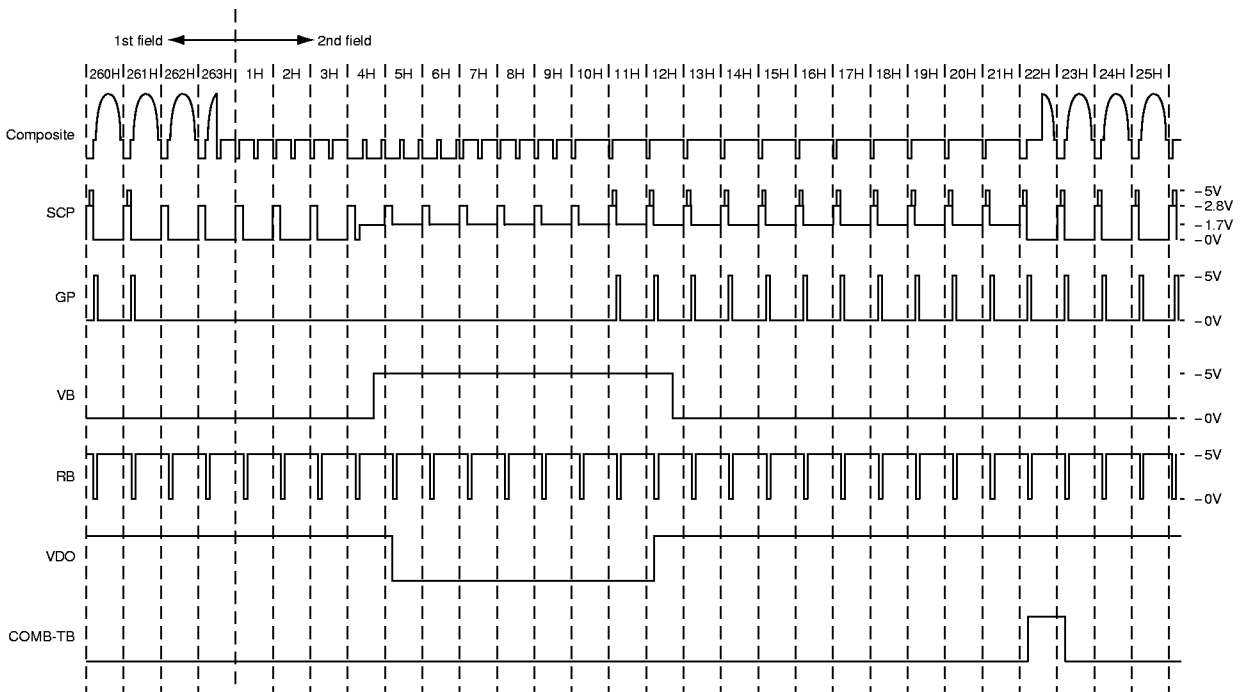 1st field 2nd field
260H 261H 262H 263H 1H 2H 3H 4H 5H 6H 7H 8H 9H 10H 11H 12H 13H 14H 15H 16H 17H 18H 19H 20H 21H 22H 23H 24H 25H
Composite
SCP
5V
2.8V
1.7V
0V
GP
5V
0V
VB
5V
0V
RB
5V
0V
VDO
COMB-TB